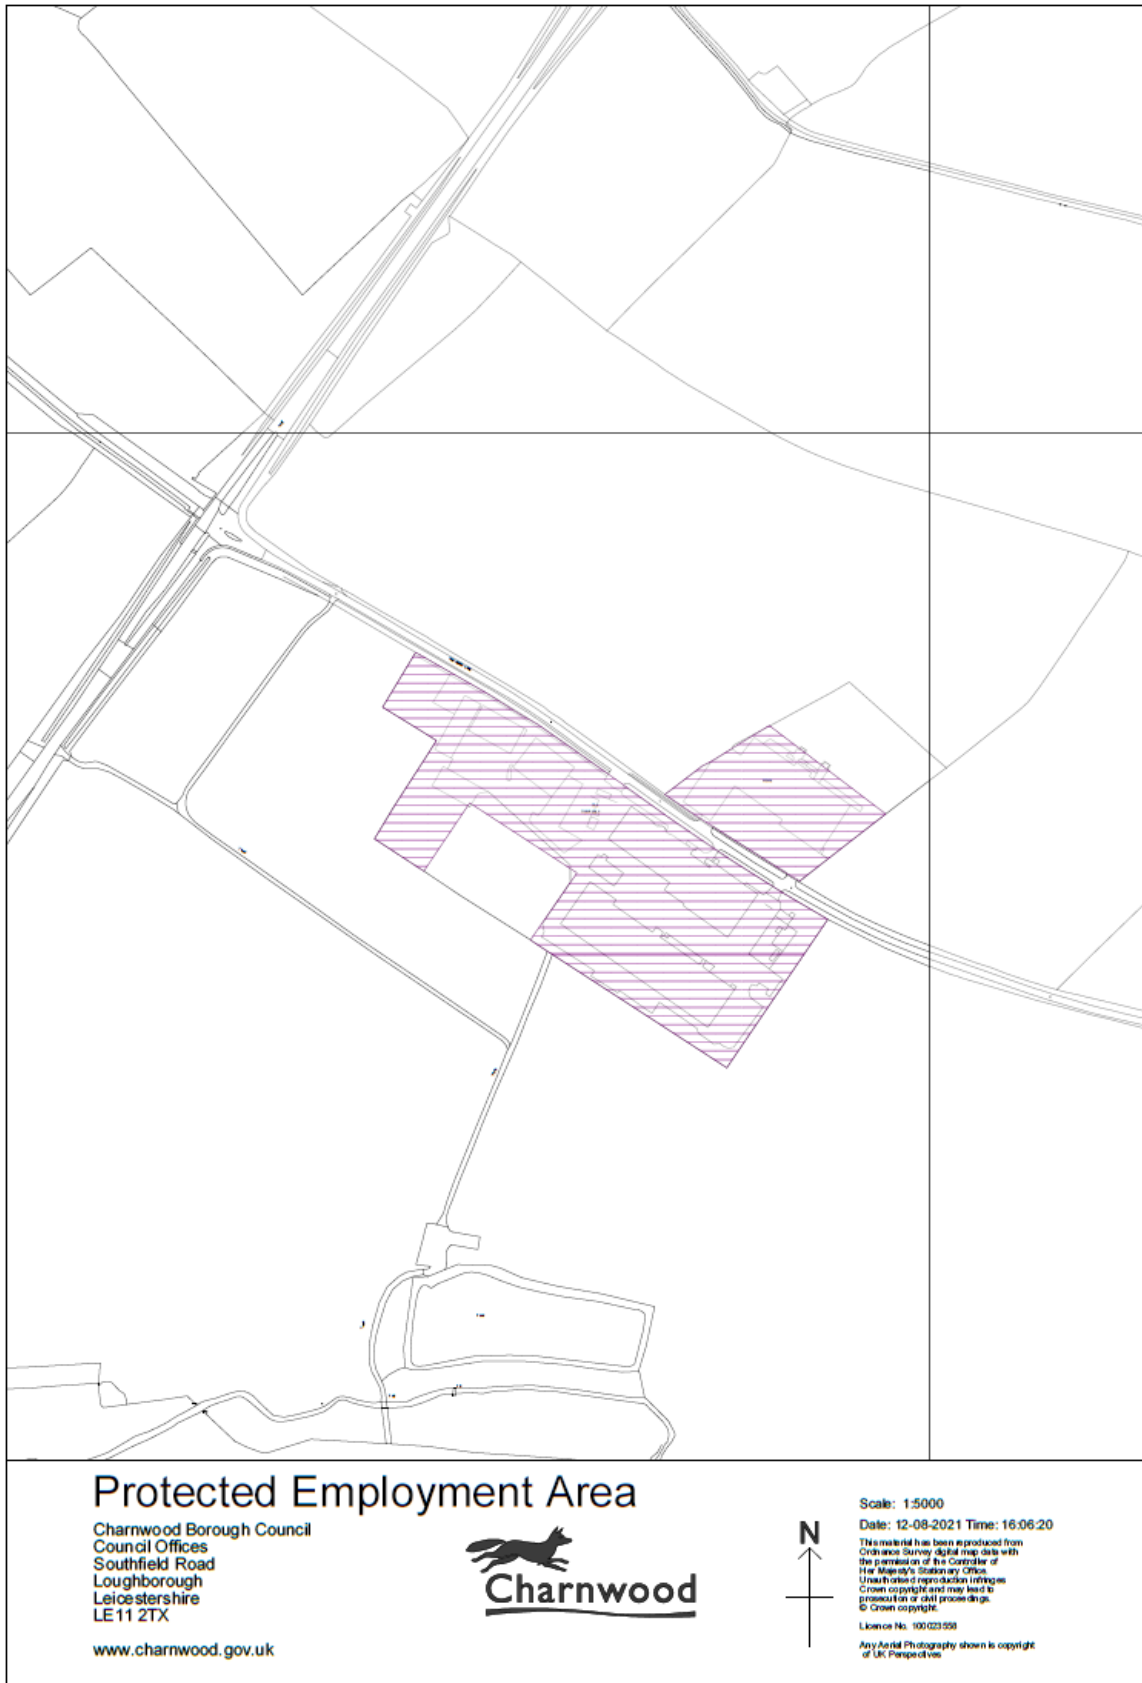 Protected Employment Area
Charnwood Borough Council
Council Offices
Southfield Road
Loughborough
Leicestershire
LE11 2TX
www.charnwood.gov.uk
Charnwood
N
Scale: 1:5000
Date: 12-08-2021 Time: 16:06:20
This material has been reproduced from
Ordnance Survey digital map data with
the permission of the Controller of
Her Majesty's Stationary Office.
Unauthorised reproduction infringes
Crown copyright and may lead to
prosecution or civil proceedings.
© Crown copyright.
Licence No. 100023558
Any Aerial Photography shown is copyright
of UK Perspectives